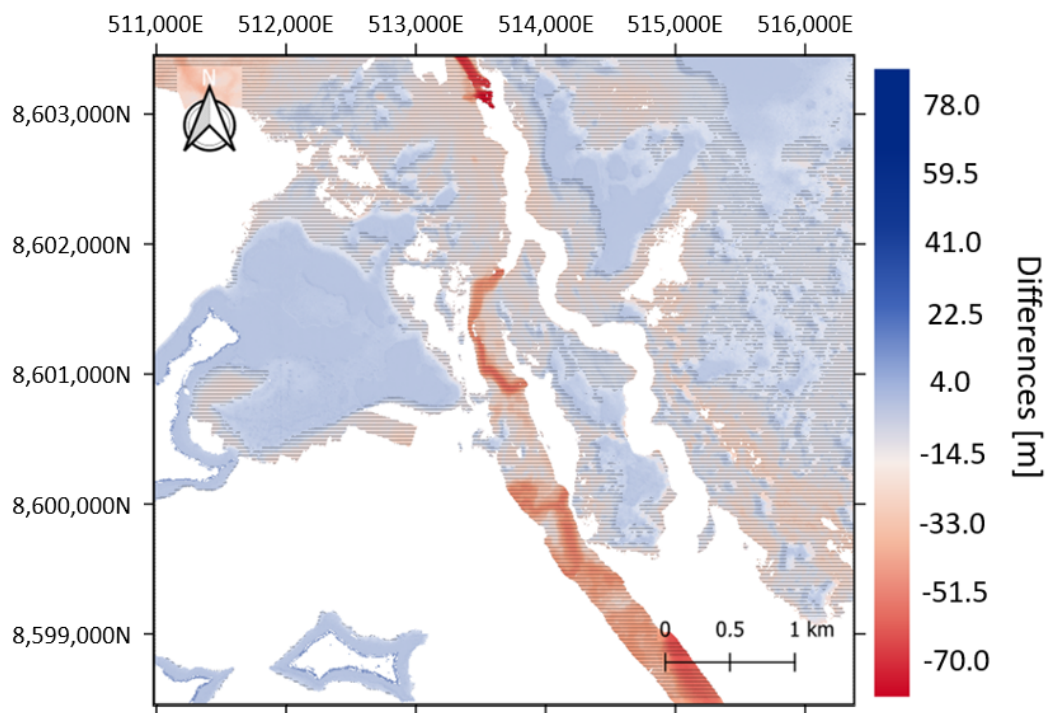 511,000E 512,000E 513,000E 514,000E 515,000E 516,000E
N
8,603,000N
8,602,000N
8,601,000N
8,600,000N
8,599,000N
0 0.5 1 km
78.0
59.5
41.0
22.5
4.0
-14.5
-33.0
-51.5
-70.0
Differences [m]